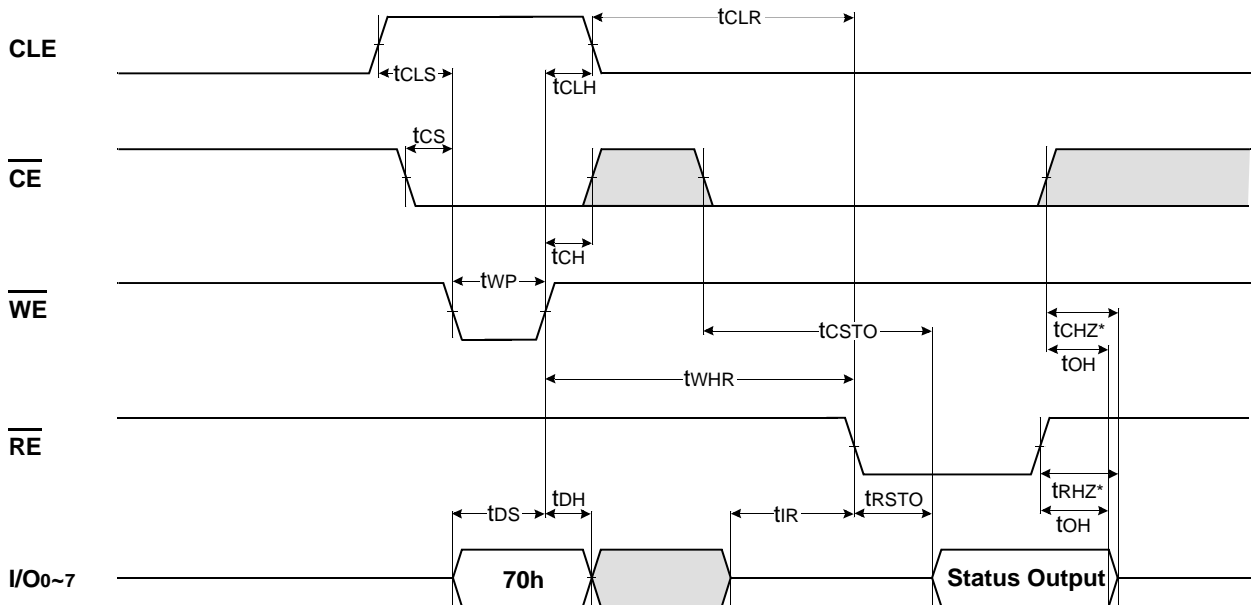 tCLR
CLE
tCLS
tCLH
tCS
CE
tCH
tWP
WE
tCSTO
tCHZ*
tOH
tWHR
RE
tDH
tRSTO
tRHZ*
tDS
tIR
tOH
I/O0~7
70h
Status Output